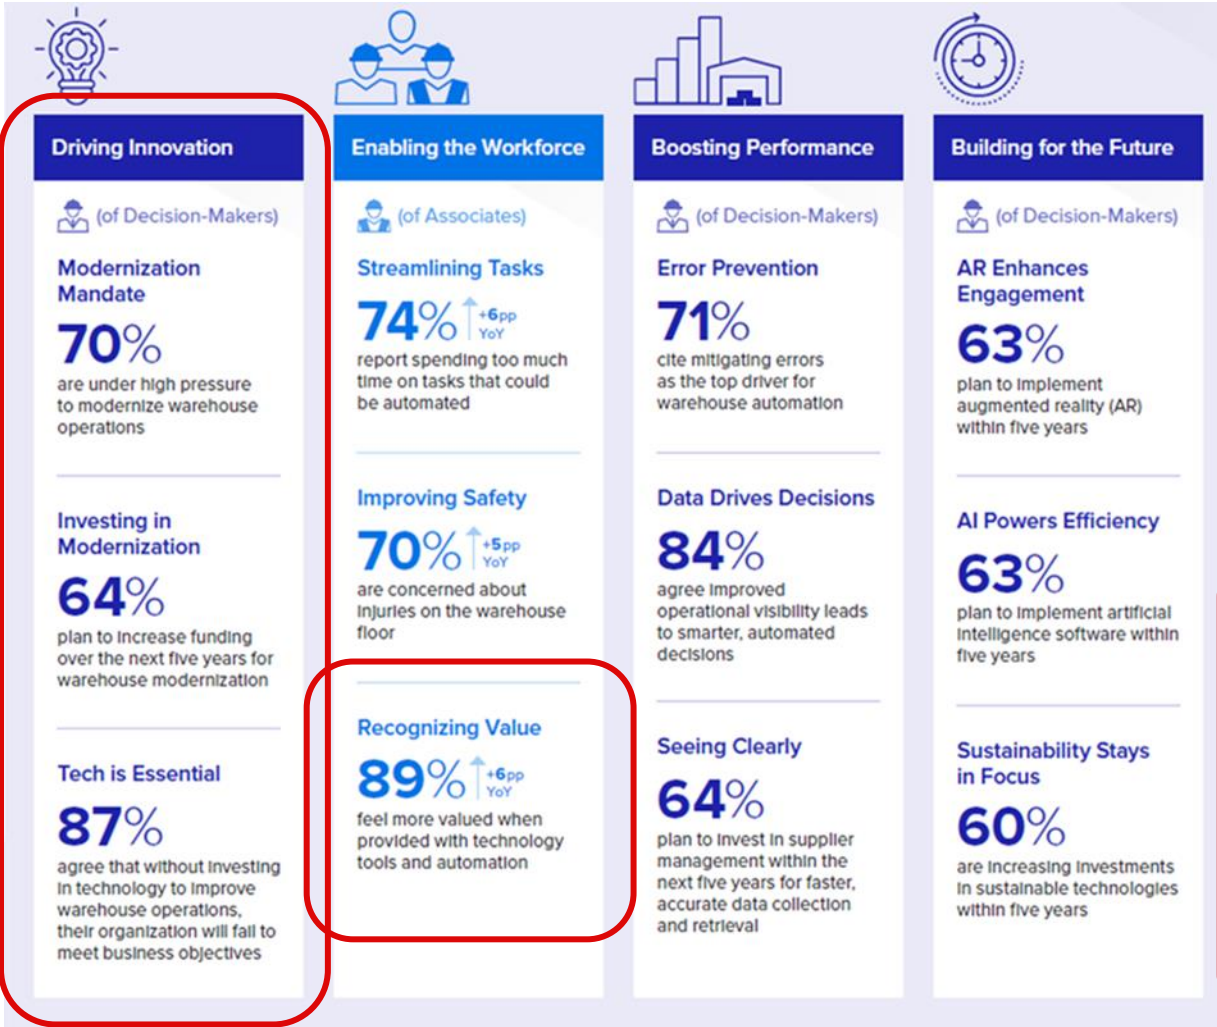 Driving Innovation
(of Decision-Makers)
Modernization
Mandate
70%
are under high pressure
to modernize warehouse
operations
Investing in
Modernization
64%
plan to increase funding
over the next five years for
warehouse modernization
Tech is Essential
87%
agree that without investing
in technology to improve
warehouse operations,
their organization will fail to
meet business objectives
Enabling the Workforce
(of Associates)
Streamlining Tasks
74% +6pp
YoY
report spending too much
time on tasks that could
be automated
Improving Safety
70% +5pp
YoY
are concerned about
injuries on the warehouse
floor
Recognizing Value
89% +6pp
YoY
feel more valued when
provided with technology
tools and automation
Boosting Performance
(of Decision-Makers)
Error Prevention
71%
cite mitigating errors
as the top driver for
warehouse automation
Data Drives Decisions
84%
agree improved
operational visibility leads
to smarter, automated
decisions
Seeing Clearly
64%
plan to invest in supplier
management within the
next five years for faster,
accurate data collection
and retrieval
Building for the Future
(of Decision-Makers)
AR Enhances
Engagement
63%
plan to implement
augmented reality (AR)
within five years
AI Powers Efficiency
63%
plan to implement artificial
intelligence software within
five years
Sustainability Stays
in Focus
60%
are increasing investments
in sustainable technologies
within five years